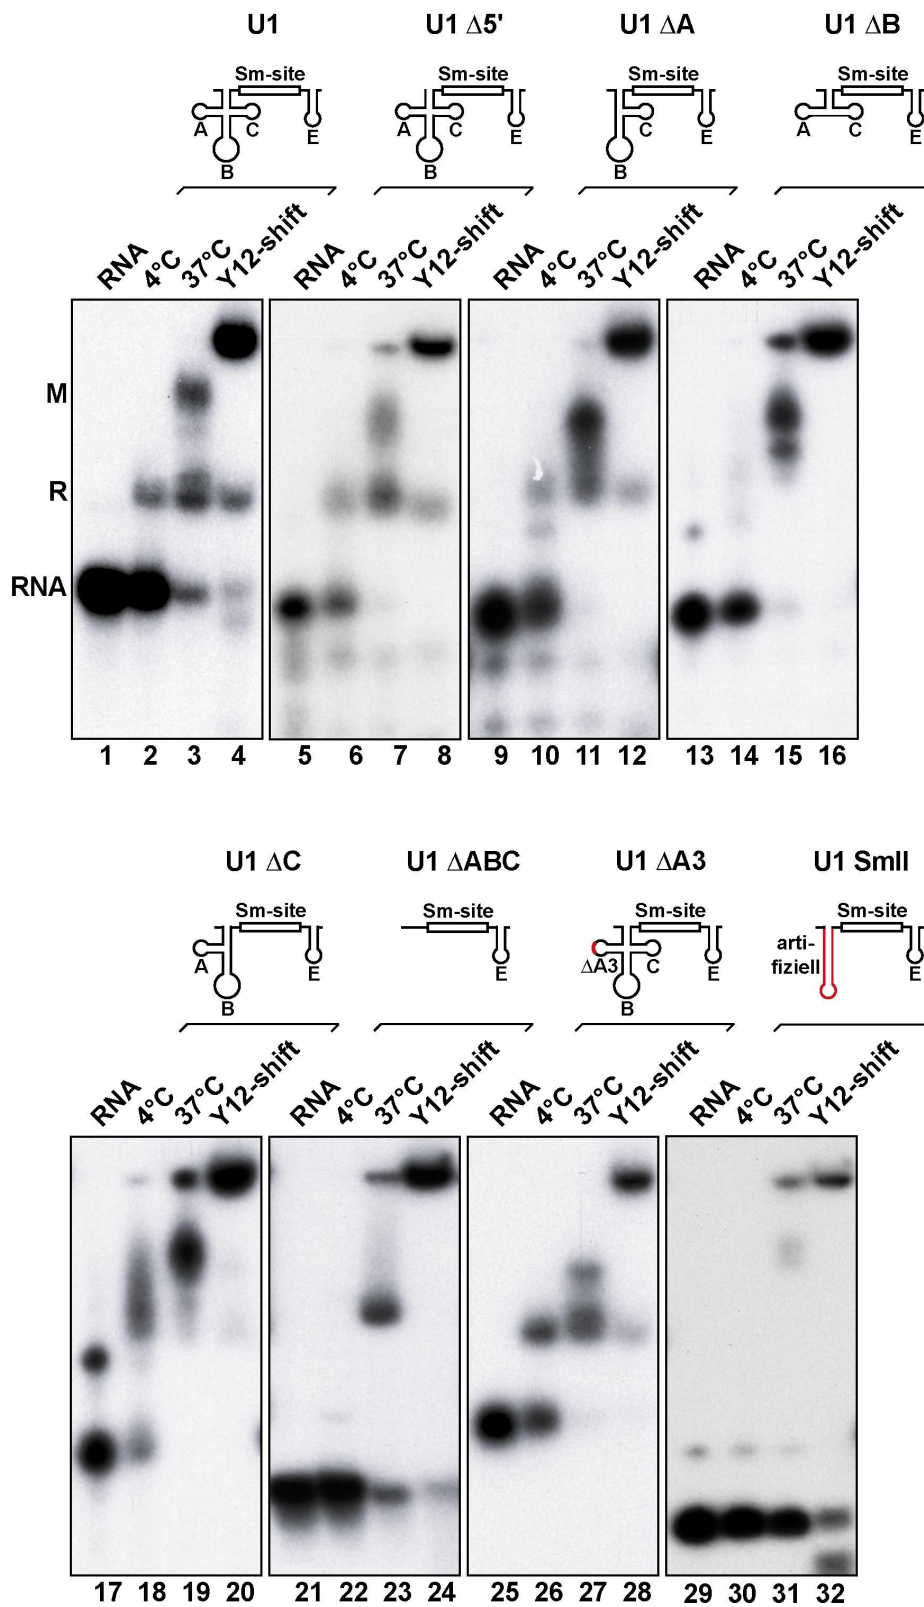 U1 U1 Δ5' U1 ΔA U1 ΔB
Sm-site Sm-site Sm-site Sm-site
A C E A C E C E A C E
B B B
RNA 4°C 37°C Y12-shift RNA 4°C 37°C Y12-shift RNA 4°C 37°C Y12-shift RNA 4°C 37°C Y12-shift
M
R
RNA
1 2 3 4 5 6 7 8 9 10 11 12 13 14 15 16
U1 ΔC U1 ΔABC U1 ΔA3 U1 SmII
Sm-site Sm-site Sm-site Sm-site
arti-
A E E ΔA3 C E fiziell E
B B
RNA 4°C 37°C Y12-shift RNA 4°C 37°C Y12-shift RNA 4°C 37°C Y12-shift RNA 4°C 37°C Y12-shift
17 18 19 20 21 22 23 24 25 26 27 28 29 30 31 32